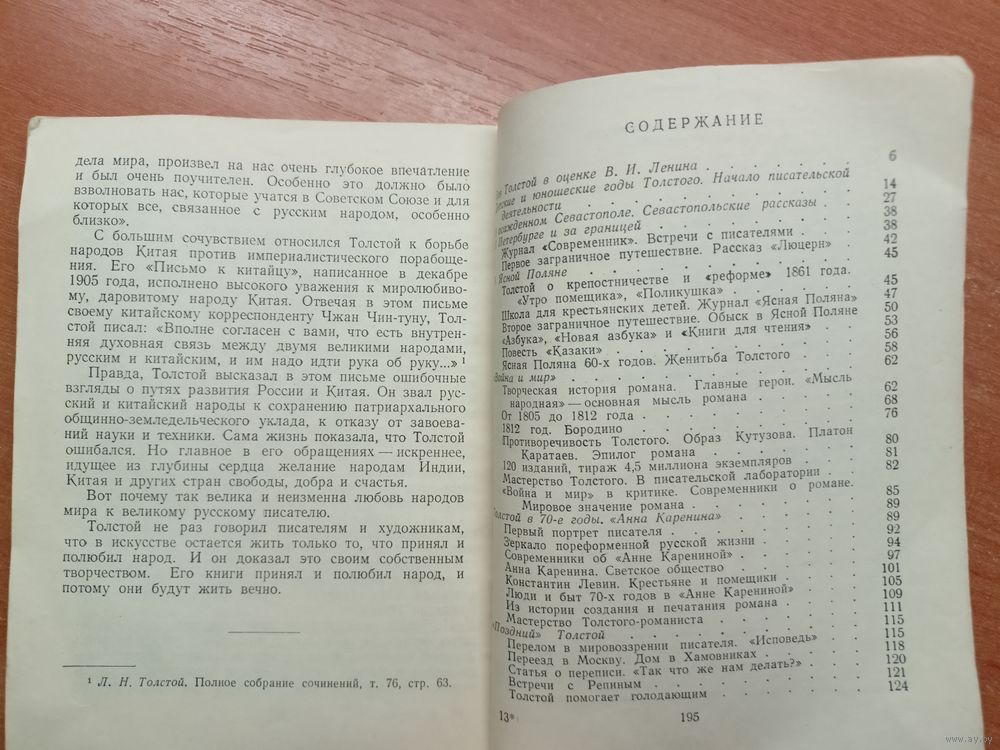 дела мира, произвел на нас очень глубокое впечатление
и был очень поучителен. Особенно это должно было
взволновать нас, которые учатся в Советском Союзе и для
которых все, связанное с русским народом, особенно
близко».
С большим сочувствием относился Толстой к борьбе
народов Китая против империалистического порабоще-
ния. Его «Письмо к китайцу», написанное в декабре
1905 года, исполнено высокого уважения к миролюбиво-
му, даровитому народу Китая. Отвечая в этом письме
своему китайскому корреспонденту Чжан Чин-туну, Тол-
стой писал: «Вполне согласен с вами, что есть внутрен-
няя духовная связь между двумя великими народами,
русским и китайским, и им надо идти рука об руку...» ¹
Правда, Толстой высказал в этом письме ошибочные
взгляды о путях развития России и Китая. Он звал рус-
ский и китайский народы к сохранению патриархального
общинно-земледельческого уклада, к отказу от завоева-
ний науки и техники. Сама жизнь показала, что Толстой
ошибался. Но главное в его обращениях — искреннее,
идущее из глубины сердца желание народам Индии,
Китая и других стран свободы, добра и счастья.
Вот почему так велика и неизменна любовь народов
мира к великому русскому писателю.
Толстой не раз говорил писателям и художникам,
что в искусстве остается жить только то, что принял и
полюбил народ. И он доказал это своим собственным
творчеством. Его книги принял и полюбил народ, и
потому они будут жить вечно.
¹ Л. Н. Толстой. Полное собрание сочинений, т. 76, стр. 63.
СОДЕРЖАНИЕ
Толстой в оценке В. И. Ленина . . . . . . 6
и юношеские годы Толстого. Начало писательской
деятельности . . . . . . . . . . 14
осажденном Севастополе. Севастопольские рассказы . 27
Петербурге и за границей . . . . . . . 38
Журнал «Современник». Встречи с писателями . . . 38
Первое заграничное путешествие. Рассказ «Люцерн» . 42
Ясной Поляне . . . . . . . . . . 45
Толстой о крепостничестве и «реформе» 1861 года.
«Утро помещика», «Поликушка» . . . . . 45
Школа для крестьянских детей. Журнал «Ясная Поляна» 47
Второе заграничное путешествие. Обыск в Ясной Поляне 50
«Азбука», «Новая азбука» и «Книги для чтения» . . 53
Повесть «Казаки» . . . . . . . . 56
Ясная Поляна 60-х годов. Женитьба Толстого . . . 58
«Война и мир» . . . . . . . . . . 62
Творческая история романа. Главные герои. «Мысль
народная» — основная мысль романа . . . . 62
От 1805 до 1812 года . . . . . . . 68
1812 год. Бородино . . . . . . . . 76
Противоречивость Толстого. Образ Кутузова. Платон
Каратаев. Эпилог романа . . . . . . 80
120 изданий, тираж 4,5 миллиона экземпляров . . . 81
Мастерство Толстого. В писательской лаборатории . . 82
«Война и мир» в критике. Современники о романе.
Мировое значение романа . . . . . . 85
Толстой в 70-е годы. «Анна Каренина» . . . . . 89
Первый портрет писателя . . . . . . . 89
Зеркало пореформенной русской жизни . . . . 92
Современники об «Анне Карениной» . . . . . 94
Анна Каренина. Светское общество . . . . . 97
Константин Левин. Крестьяне и помещики . . . . 101
Люди и быт 70-х годов в «Анне Карениной» . . . 105
Из истории создания и печатания романа . . . . 109
Мастерство Толстого-романиста . . . . . . 111
«Поздний» Толстой . . . . . . . . . 115
Перелом в мировоззрении писателя. «Исповедь» . . 115
Переезд в Москву. Дом в Хамовниках . . . . . 118
Статья о переписи. «Так что же нам делать?» . . . 120
Встречи с Репиным . . . . . . . . 121
Толстой помогает голодающим . . . . . . 124
13* 195
www.ay.by